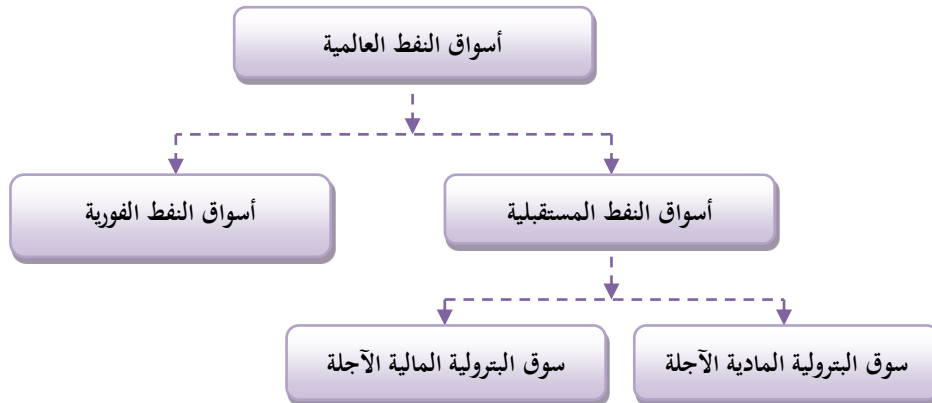 أسواق النفط العالمية
أسواق النفط المستقبلية
أسواق النفط الفورية
سوق البترولية المادية الآجلة
سوق البترولية المالية الآجلة